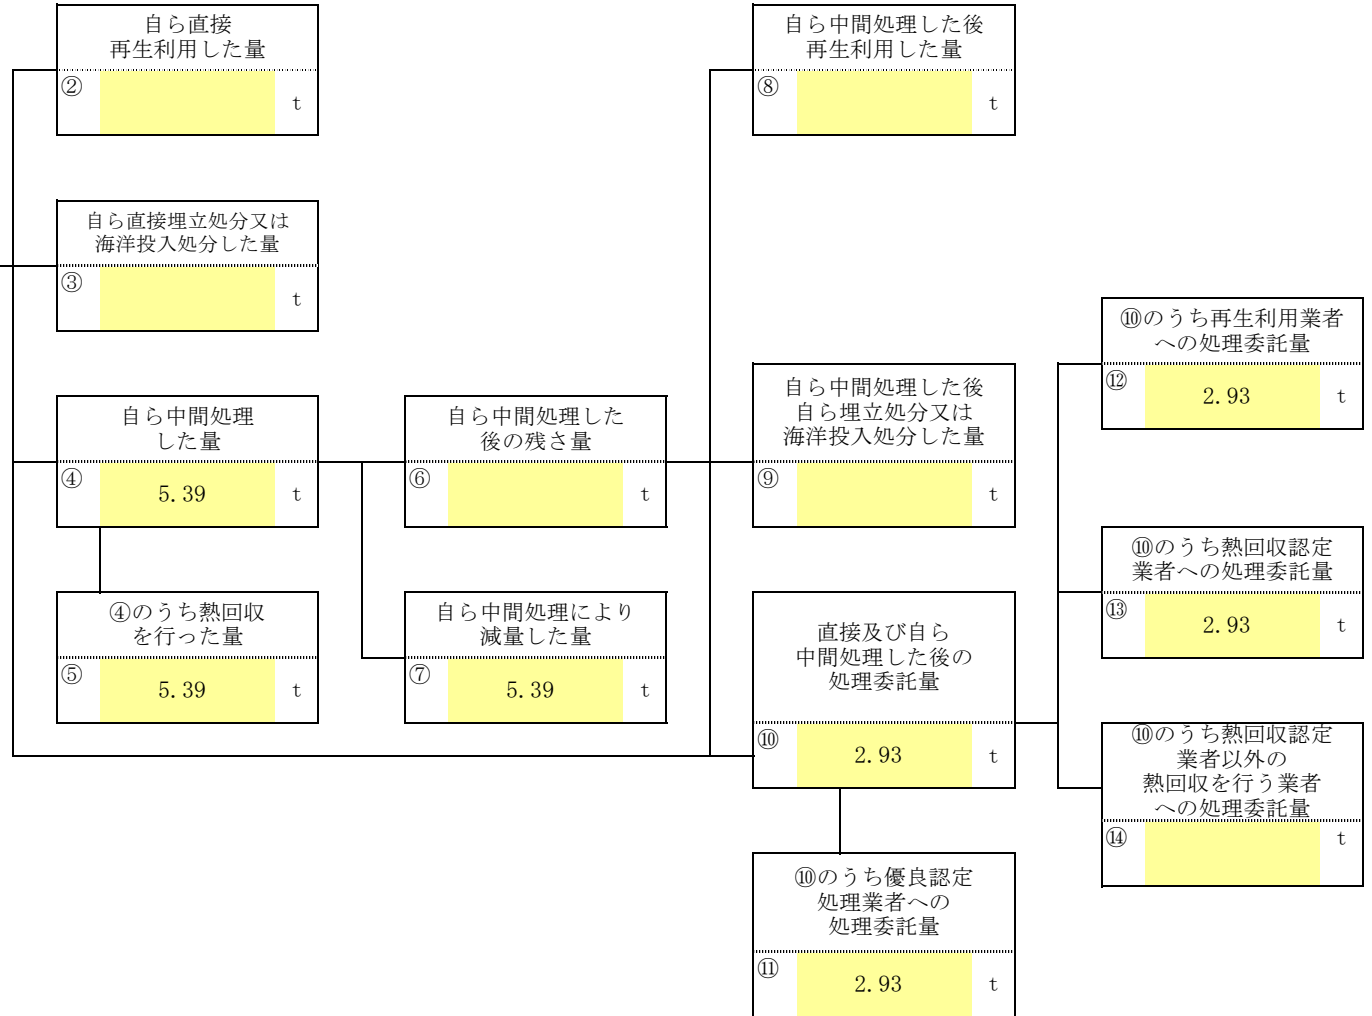 自ら直接
再生利用した量
②
t
自ら中間処理した後
再生利用した量
⑧
t
自ら直接埋立処分又は
海洋投入処分した量
③
t
⑩のうち再生利用業者
への処理委託量
⑫ 2.93 t
自ら中間処理
した量
④ 5.39 t
自ら中間処理した
後の残さ量
⑥
t
自ら中間処理した後
自ら埋立処分又は
海洋投入処分した量
⑨
t
⑩のうち熱回収認定
業者への処理委託量
⑬ 2.93 t
④のうち熱回収
を行った量
⑤ 5.39 t
自ら中間処理により
減量した量
⑦ 5.39 t
直接及び自ら
中間処理した後の
処理委託量
⑩ 2.93 t
⑩のうち熱回収認定
業者以外の
熱回収を行う業者
への処理委託量
⑭
t
⑩のうち優良認定
処理業者への
処理委託量
⑪ 2.93 t